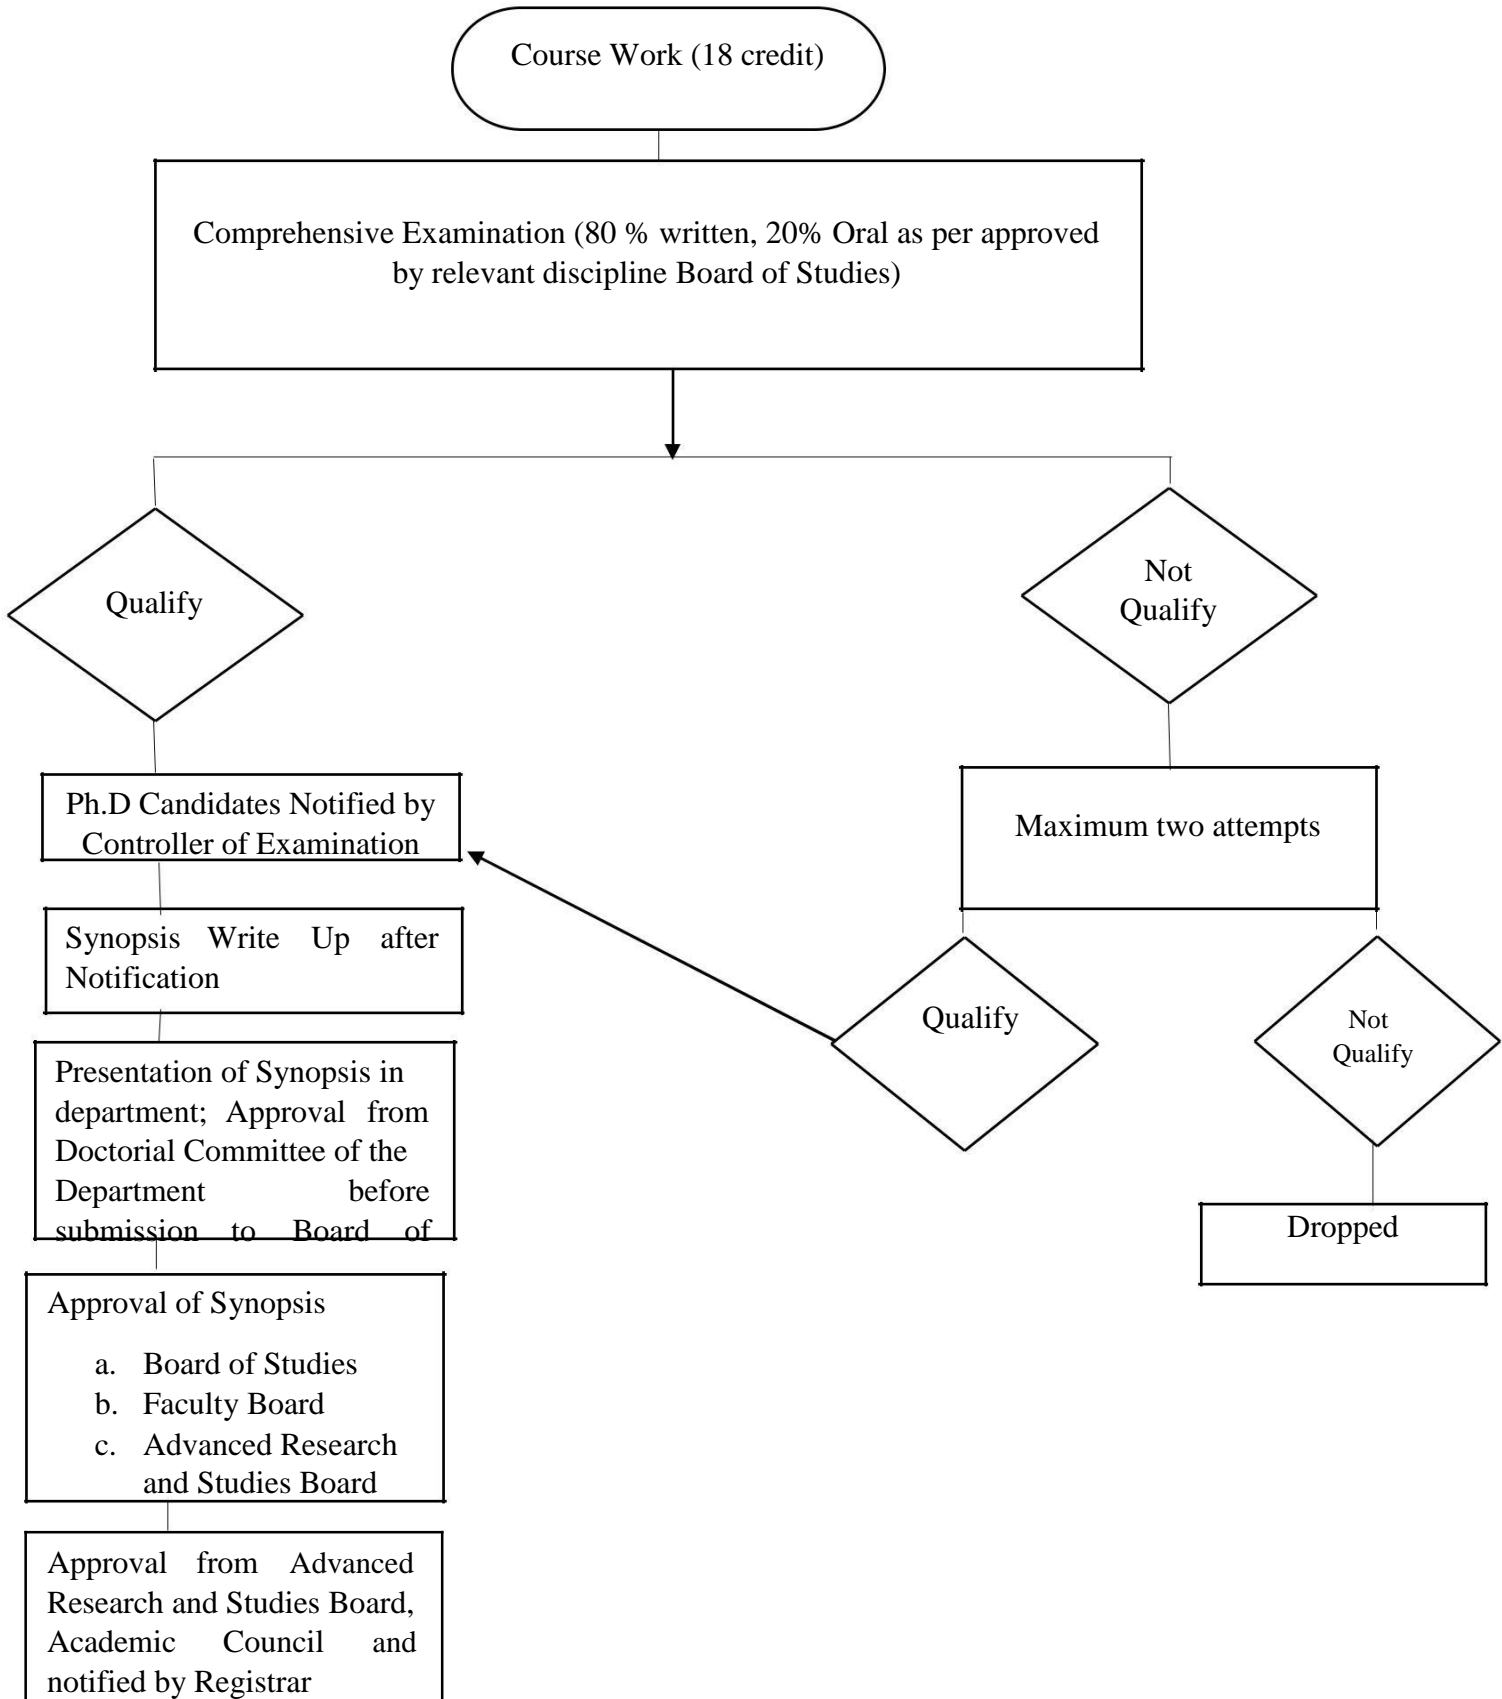 Course Work (18 credit)
Comprehensive Examination (80 % written, 20% Oral as per approved
by relevant discipline Board of Studies)
Qualify
Not
Qualify
Ph.D Candidates Notified by
Controller of Examination
Maximum two attempts
Synopsis Write Up after
Notification
Qualify
Not
Qualify
Presentation of Synopsis in
department; Approval from
Doctorial Committee of the
Department before
submission to Board of
Dropped
Approval of Synopsis
a. Board of Studies
b. Faculty Board
c. Advanced Research
and Studies Board
Approval from Advanced
Research and Studies Board,
Academic Council and
notified by Registrar